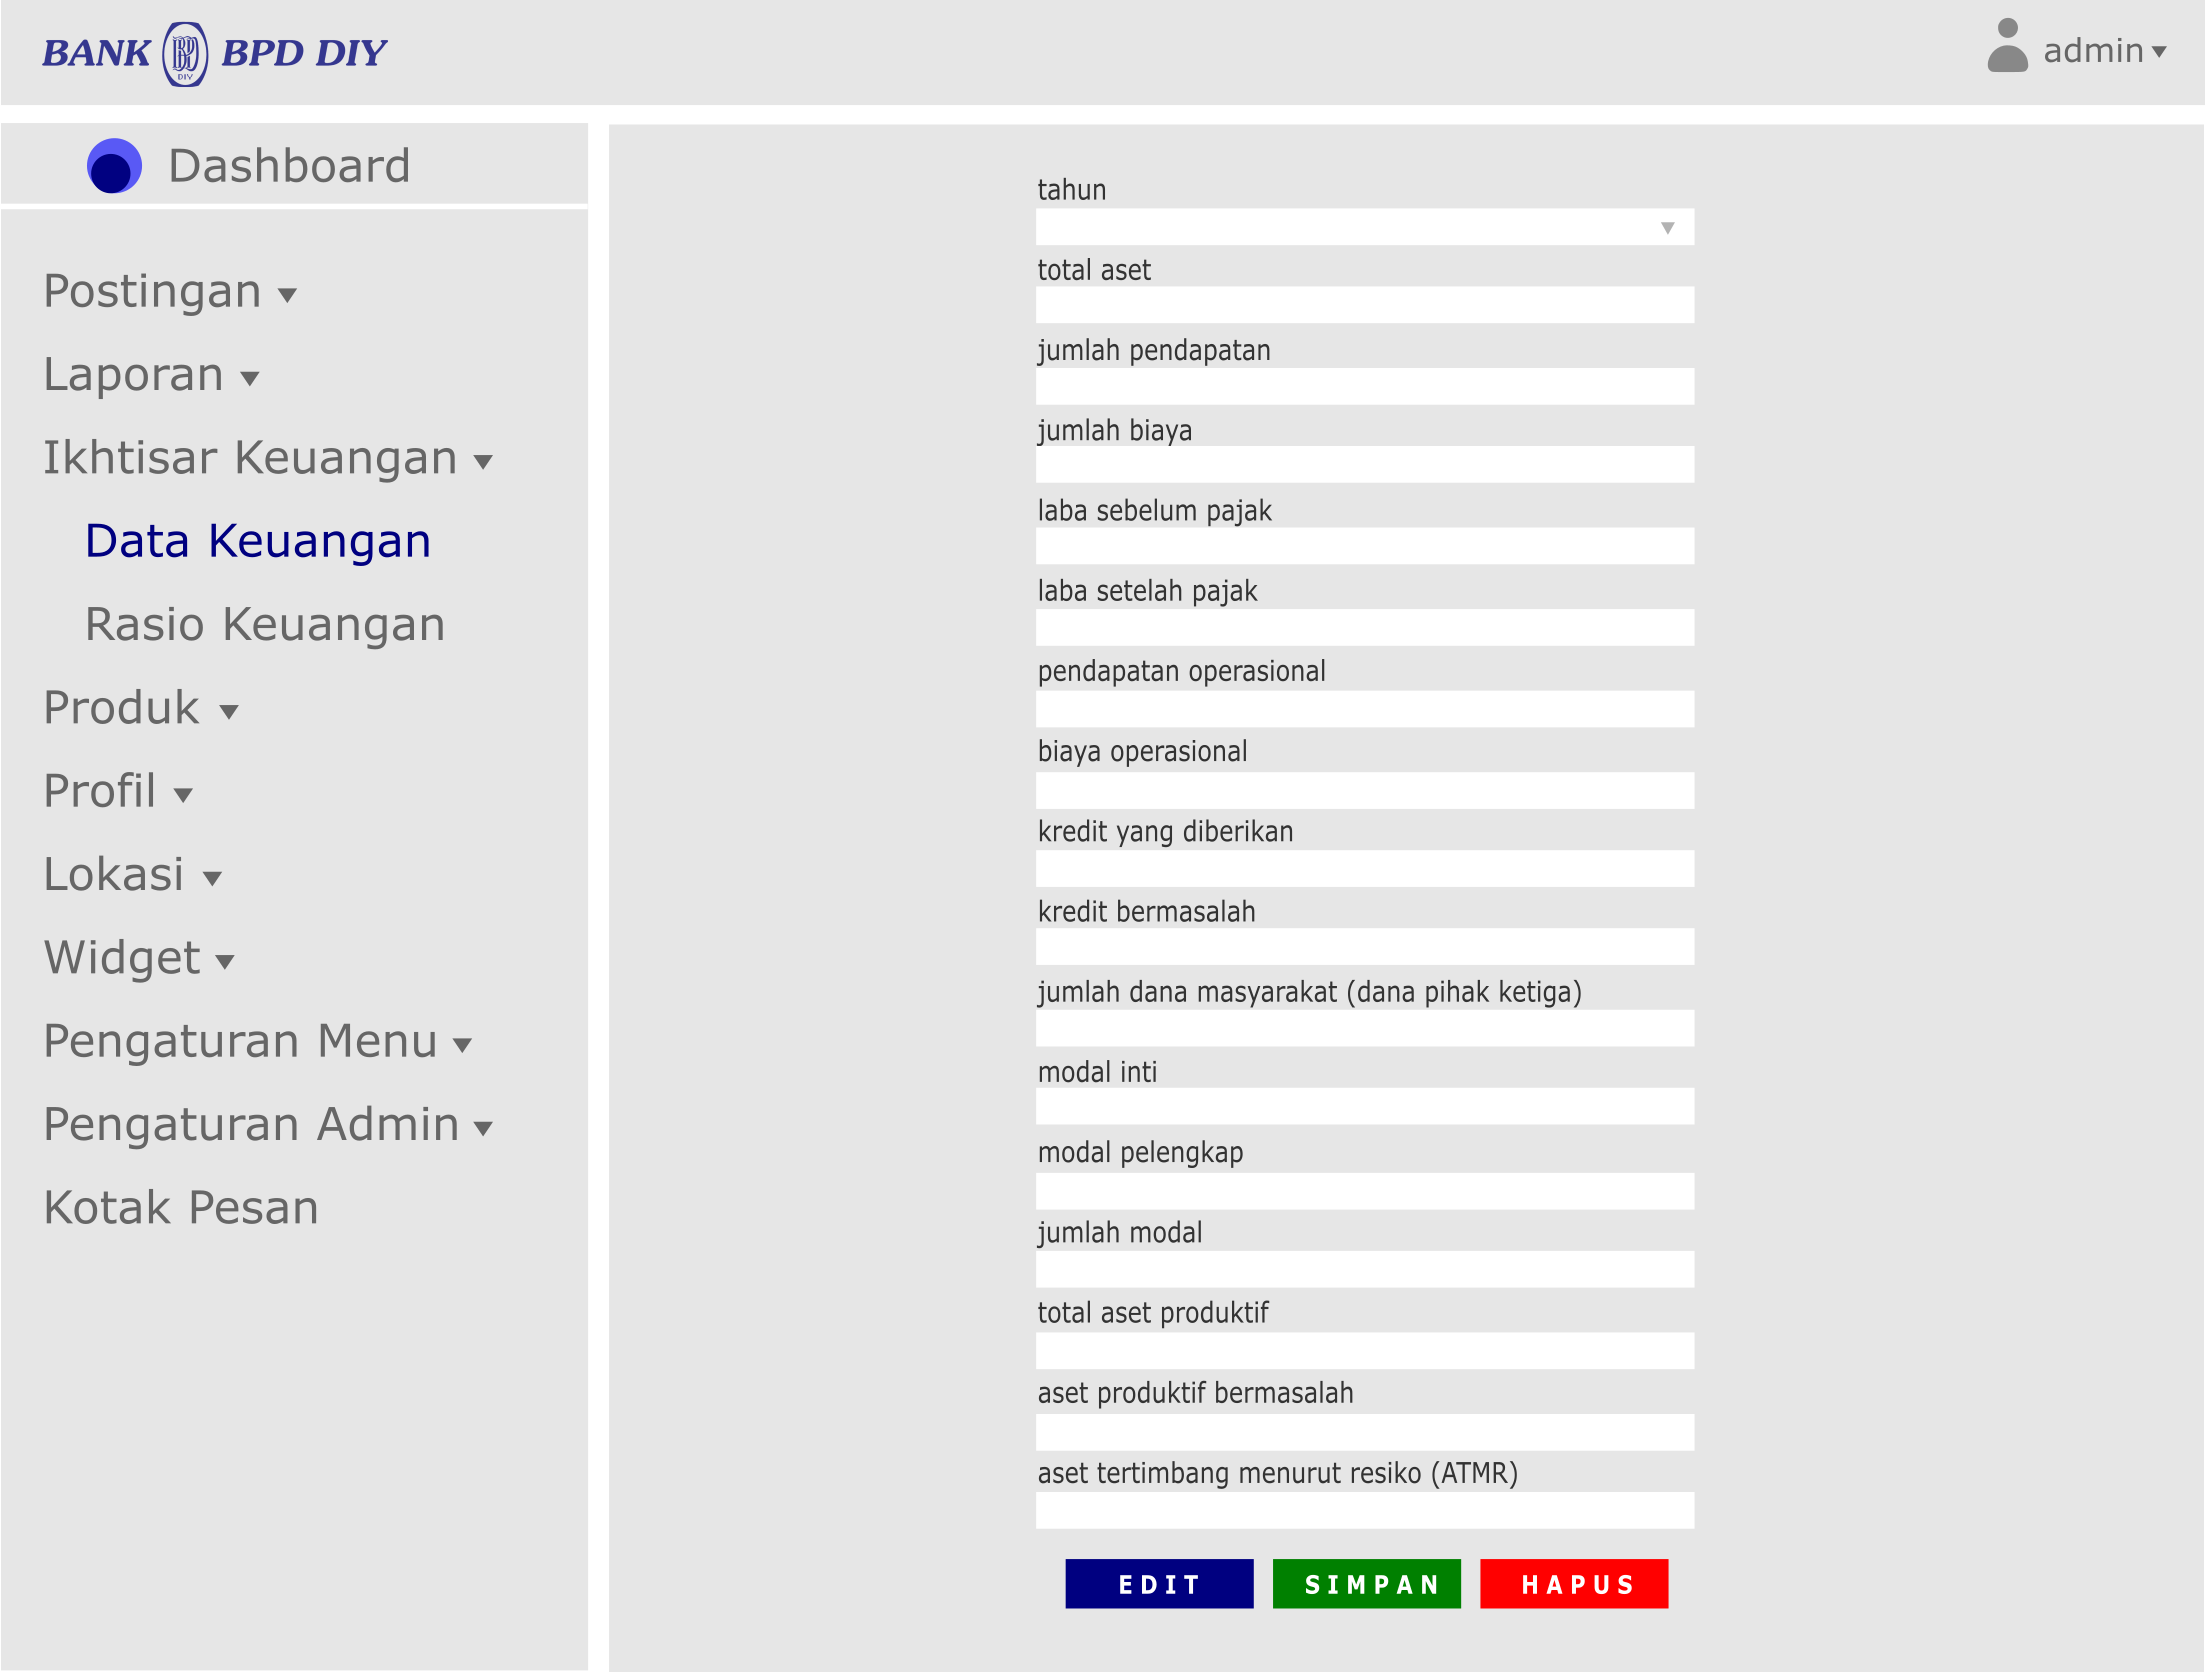 BANK BPD DIY BPD DIY
admin
Dashboard
Postingan
Laporan
Ikhtisar Keuangan
Data Keuangan
Rasio Keuangan
Produk
Profil
Lokasi
Widget
Pengaturan Menu
Pengaturan Admin
Kotak Pesan
tahun
total aset
jumlah pendapatan
jumlah biaya
laba sebelum pajak
laba setelah pajak
pendapatan operasional
biaya operasional
kredit yang diberikan
kredit bermasalah
jumlah dana masyarakat (dana pihak ketiga)
modal inti
modal pelengkap
jumlah modal
total aset produktif
aset produktif bermasalah
aset tertimbang menurut resiko (ATMR)
EDIT SIMPAN HAPUS